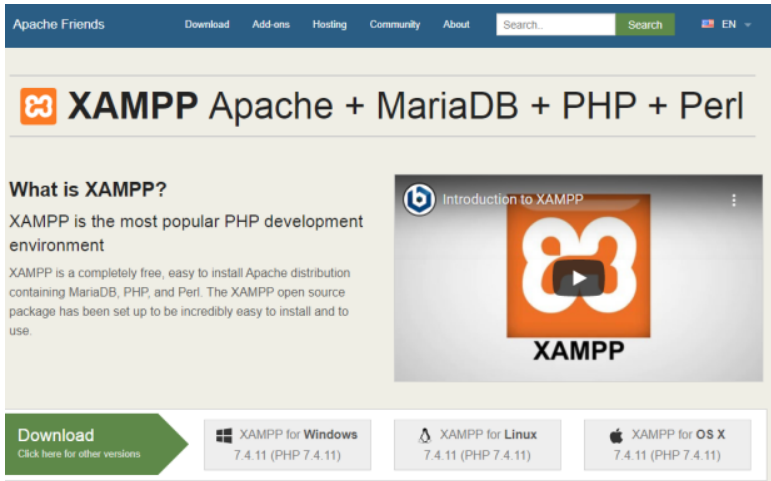 Apache Friends
Download Add-ons Hosting Community About Search.. Search EN
XAMPP Apache + MariaDB + PHP + Perl
What is XAMPP?
XAMPP is the most popular PHP development
environment
XAMPP is a completely free, easy to install Apache distribution
containing MariaDB, PHP, and Perl. The XAMPP open source
package has been set up to be incredibly easy to install and to
use.
Introduction to XAMPP
XAMPP
Download
Click here for other versions
XAMPP for Windows
7.4.11 (PHP 7.4.11)
XAMPP for Linux
7.4.11 (PHP 7.4.11)
XAMPP for OS X
7.4.11 (PHP 7.4.11)